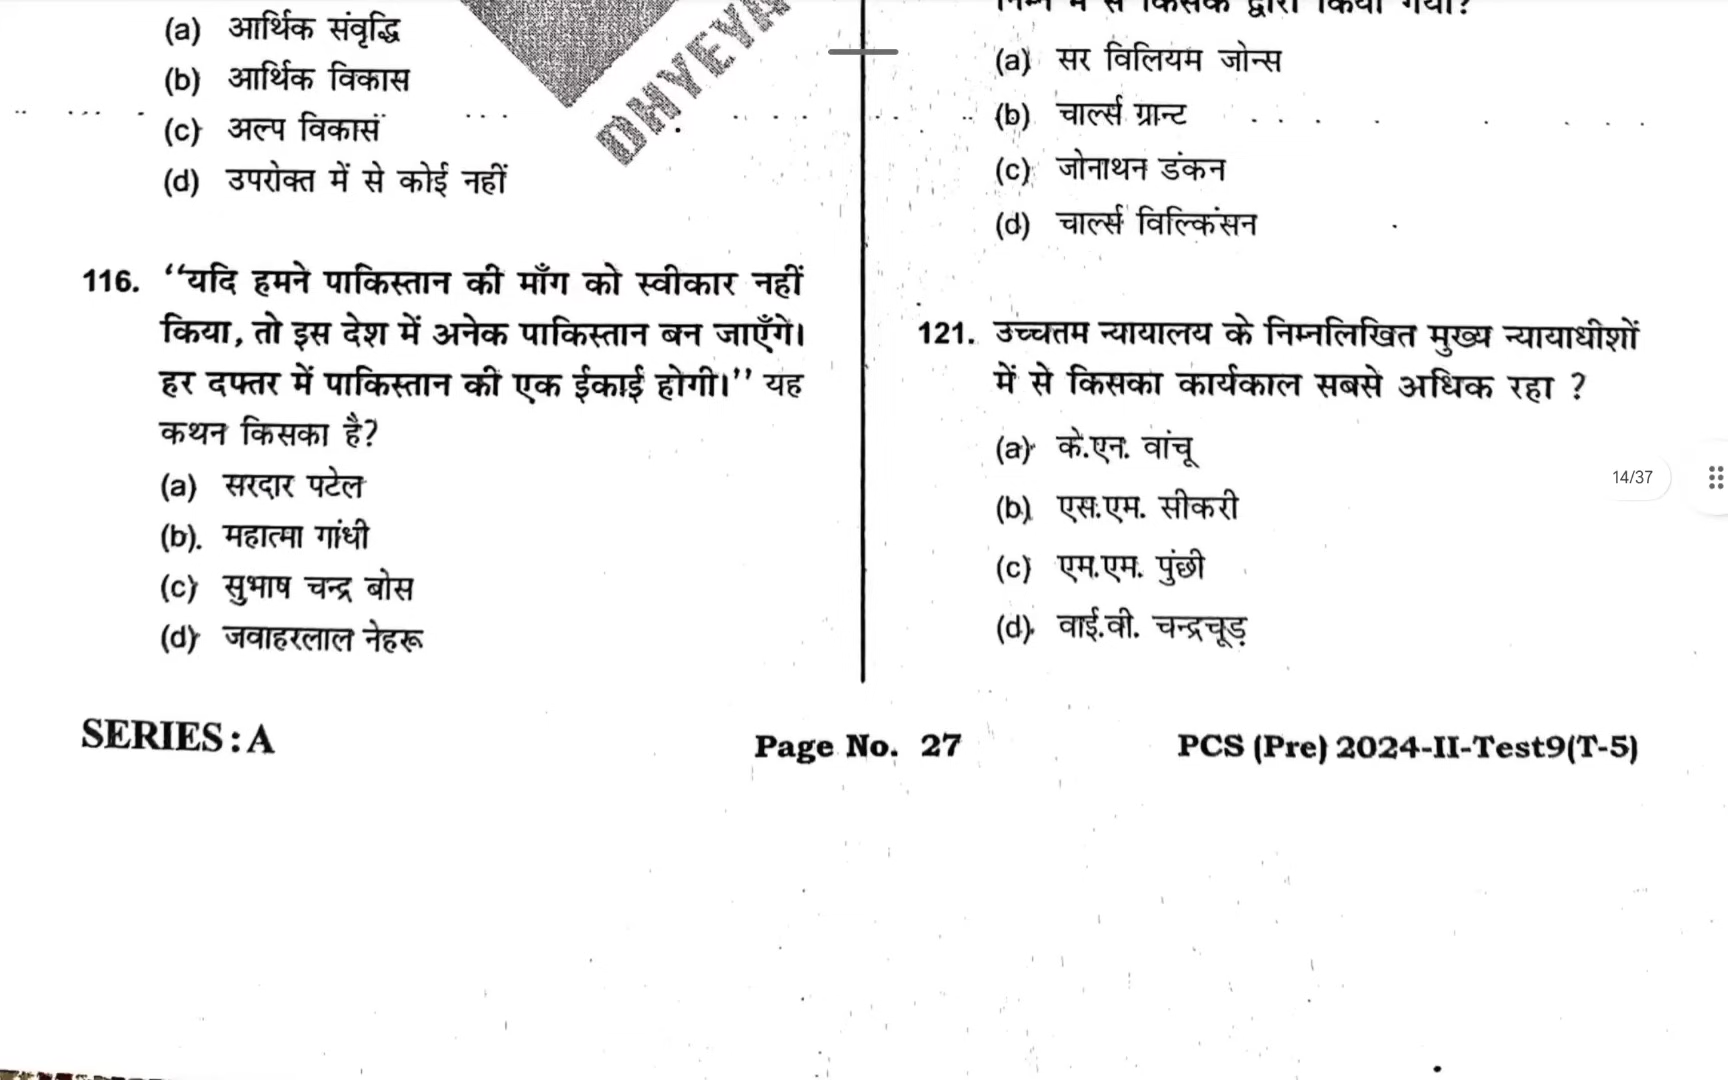 (a) आर्थिक संवृद्धि
(b) आर्थिक विकास
(c) अल्प विकास
(d) उपरोक्त में से कोई नहीं
116. ‘‘यदि हमने पाकिस्तान की माँग को स्वीकार नहीं
किया, तो इस देश में अनेक पाकिस्तान बन जाएँगे।
हर दफ्तर में पाकिस्तान की एक ईकाई होगी।’’ यह
कथन किसका है?
(a) सरदार पटेल
(b). महात्मा गांधी
(c) सुभाष चन्द्र बोस
(d) जवाहरलाल नेहरू
DHYEYA
निम्न में से किसके द्वारा किया गया?
(a) सर विलियम जोन्स
(b) चार्ल्स ग्रान्ट
(c) जोनाथन डंकन
(d) चार्ल्स विल्किंसन
121. उच्चतम न्यायालय के निम्नलिखित मुख्य न्यायाधीशों
में से किसका कार्यकाल सबसे अधिक रहा ?
(a) के.एन. वांचू
(b) एस.एम. सीकरी
(c) एम.एम. पुंछी
(d). वाई.वी. चन्द्रचूड़
14/37
SERIES : A
Page No. 27
PCS (Pre) 2024-II-Test9(T-5)